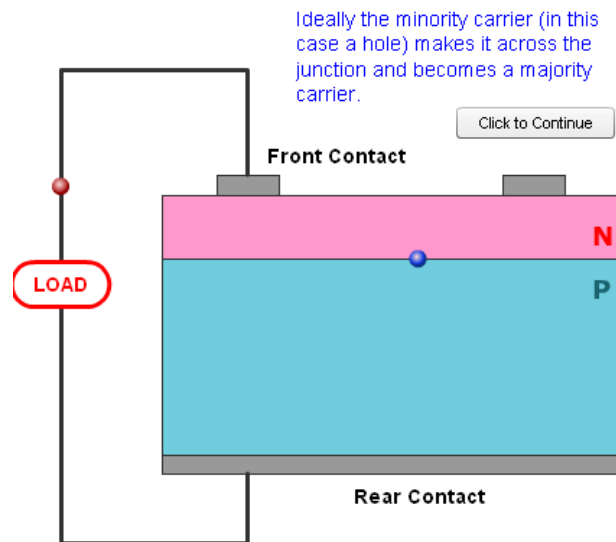 Ideally the minority carrier (in this
case a hole) makes it across the
junction and becomes a majority
carrier.
Click to Continue
Front Contact
N
P
LOAD
Rear Contact